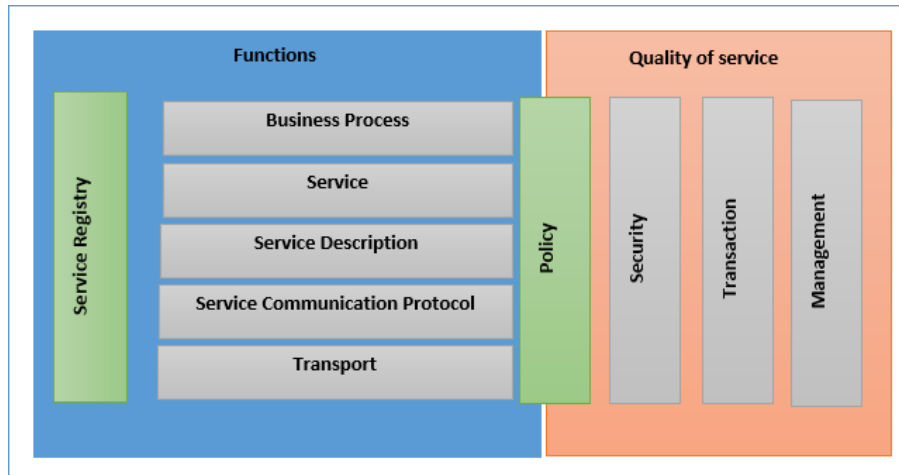 Functions
Quality of service
Service Registry
Business Process
Service
Service Description
Service Communication Protocol
Transport
Policy
Security
Transaction
Management